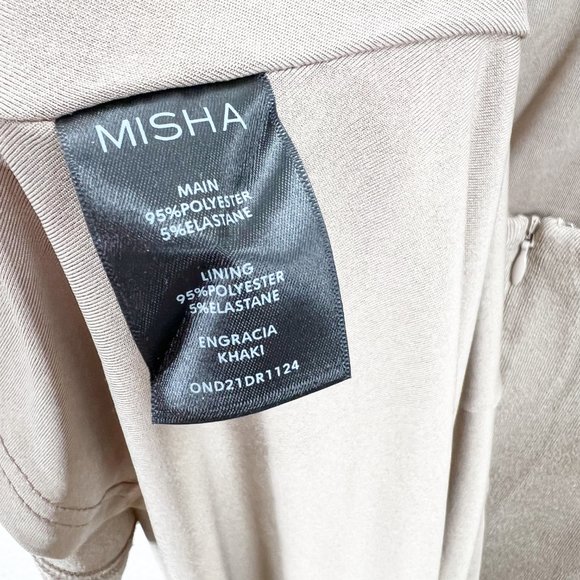 MISHA
MAIN
95%POLYESTER
5%ELASTANE
LINING
95%POLYESTER
5%ELASTANE
ENGRACIA
KHAKI
OND21DR1124